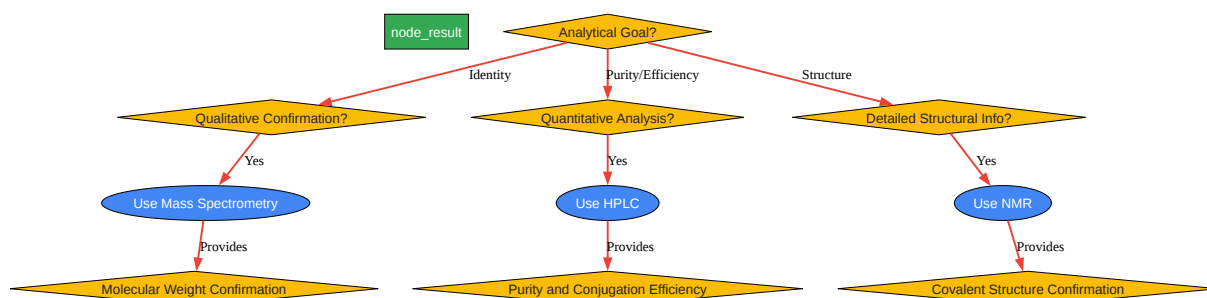 node_result
Analytical Goal?
Identity
Purity/Efficiency
Structure
Qualitative Confirmation?
Quantitative Analysis?
Detailed Structural Info?
Yes
Yes
Yes
Use Mass Spectrometry
Use HPLC
Use NMR
Provides
Provides
Provides
Molecular Weight Confirmation
Purity and Conjugation Efficiency
Covalent Structure Confirmation